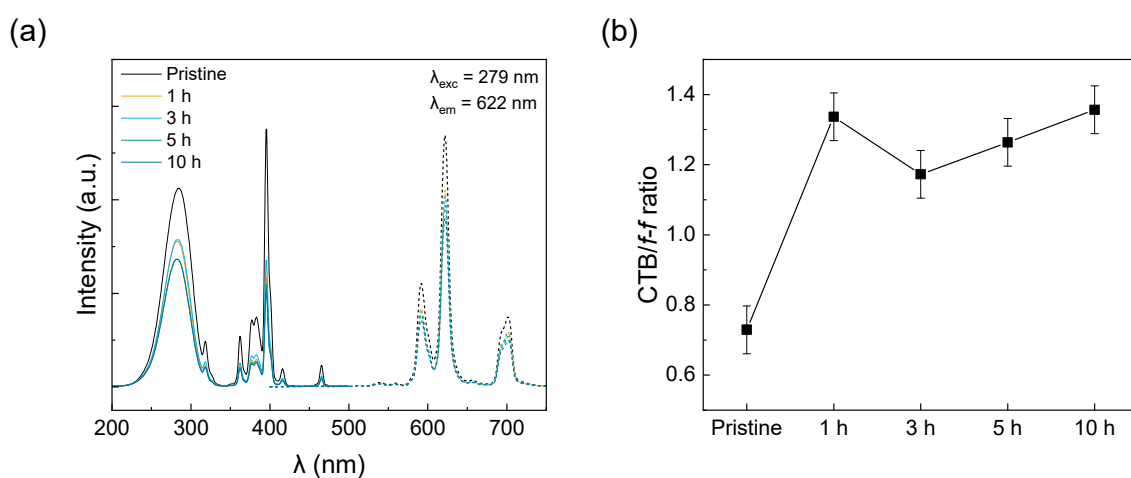 (a)
Pristine
1 h
3 h
5 h
10 h
λexc = 279 nm
λem = 622 nm
Intensity (a.u.)
200 300 400 500 600 700
λ (nm)
(b)
CTB/f-f ratio
1.4
1.2
1.0
0.8
0.6
Pristine 1 h 3 h 5 h 10 h